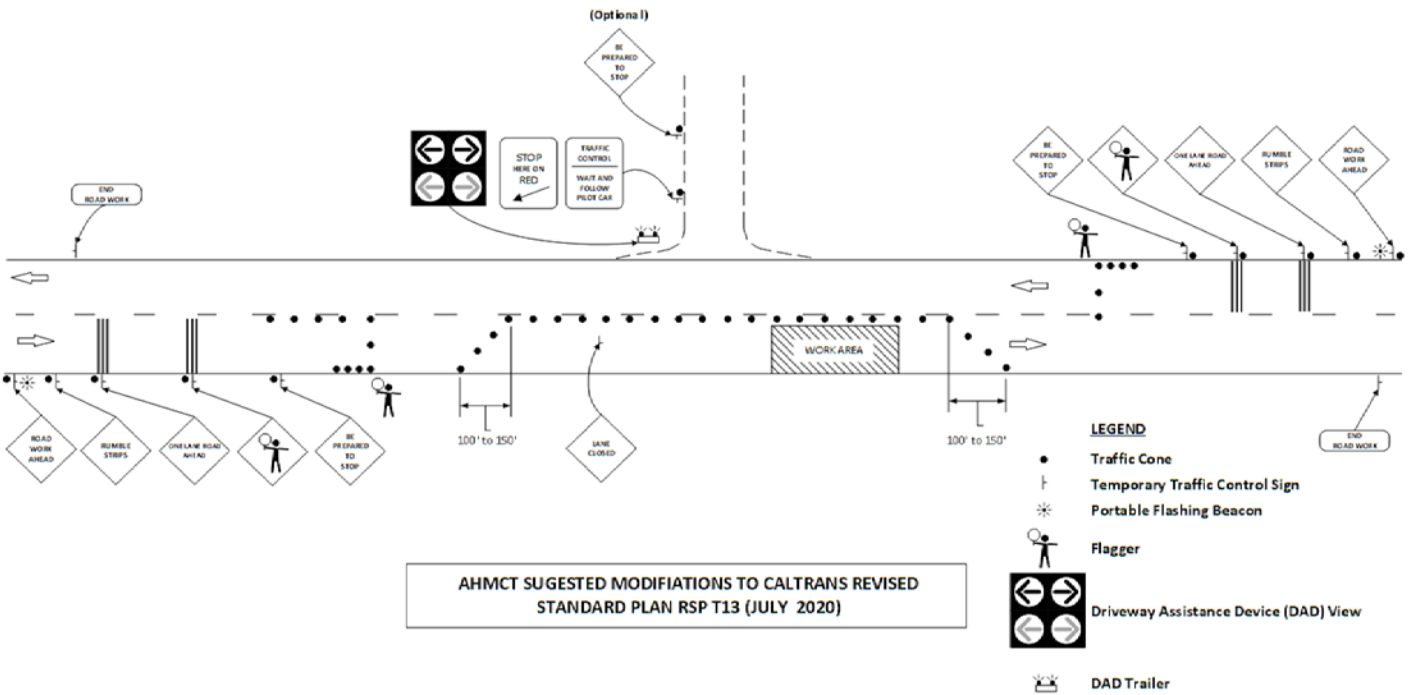 (Optional)
BE
PREPARED
TO
STOP
STOP
HERE ON
RED
TRAFFIC
CONTROL
WAIT AND
FOLLOW
PILOT CAR
END
ROAD WORK
BE
PREPARED
TO
STOP
ONE LANE ROAD
AHEAD
RUMBLE
STRIPS
ROAD
WORK
AHEAD
WORK AREA
ROAD
WORK
AHEAD
RUMBLE
STRIPS
ONE LANE ROAD
AHEAD
BE
PREPARED
TO
STOP
100' to 150'
LANE
CLOSED
100' to 150'
END
ROAD WORK
LEGEND
Traffic Cone
Temporary Traffic Control Sign
Portable Flashing Beacon
Flagger
Driveway Assistance Device (DAD) View
DAD Trailer
AHMCT SUGESTED MODIFIATIONS TO CALTRANS REVISED
STANDARD PLAN RSP T13 (JULY 2020)